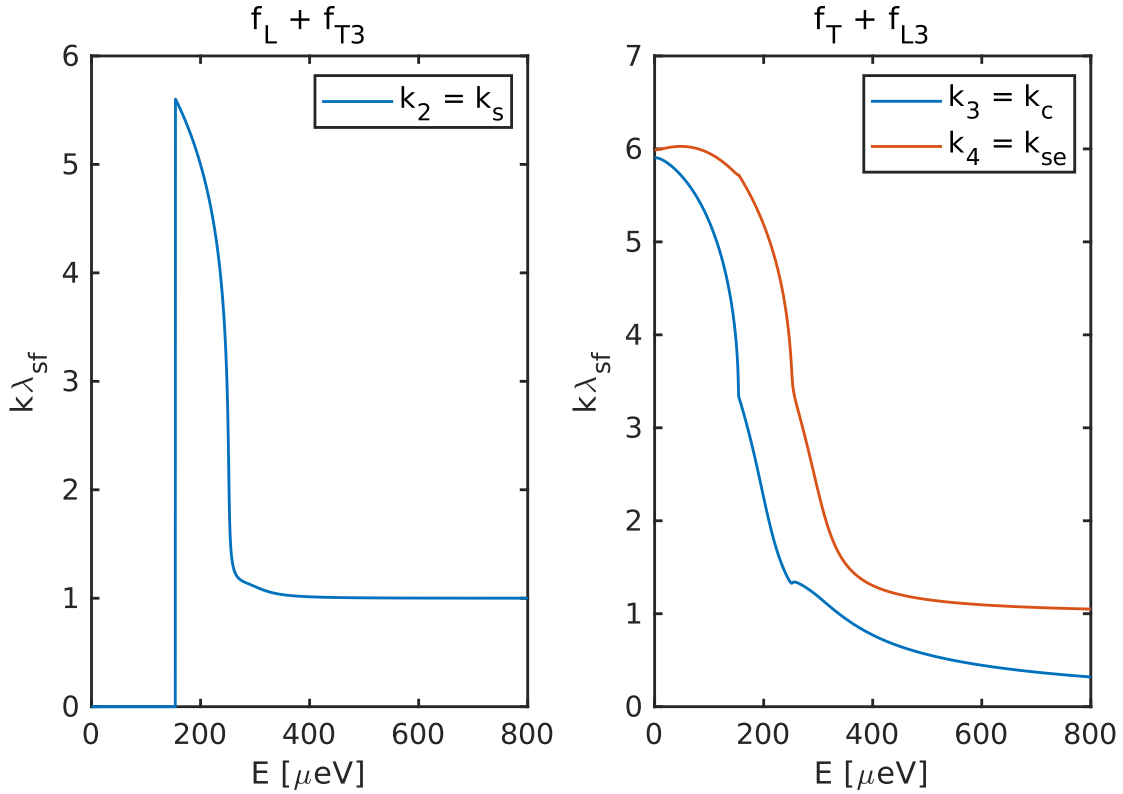 f_L + f_T3
6
5
4
3
2
1
0
kλ_sf
k_2 = k_s
0 200 400 600 800
E [μeV]
f_T + f_L3
7
6
5
4
3
2
1
0
kλ_sf
k_3 = k_c
k_4 = k_se
0 200 400 600 800
E [μeV]